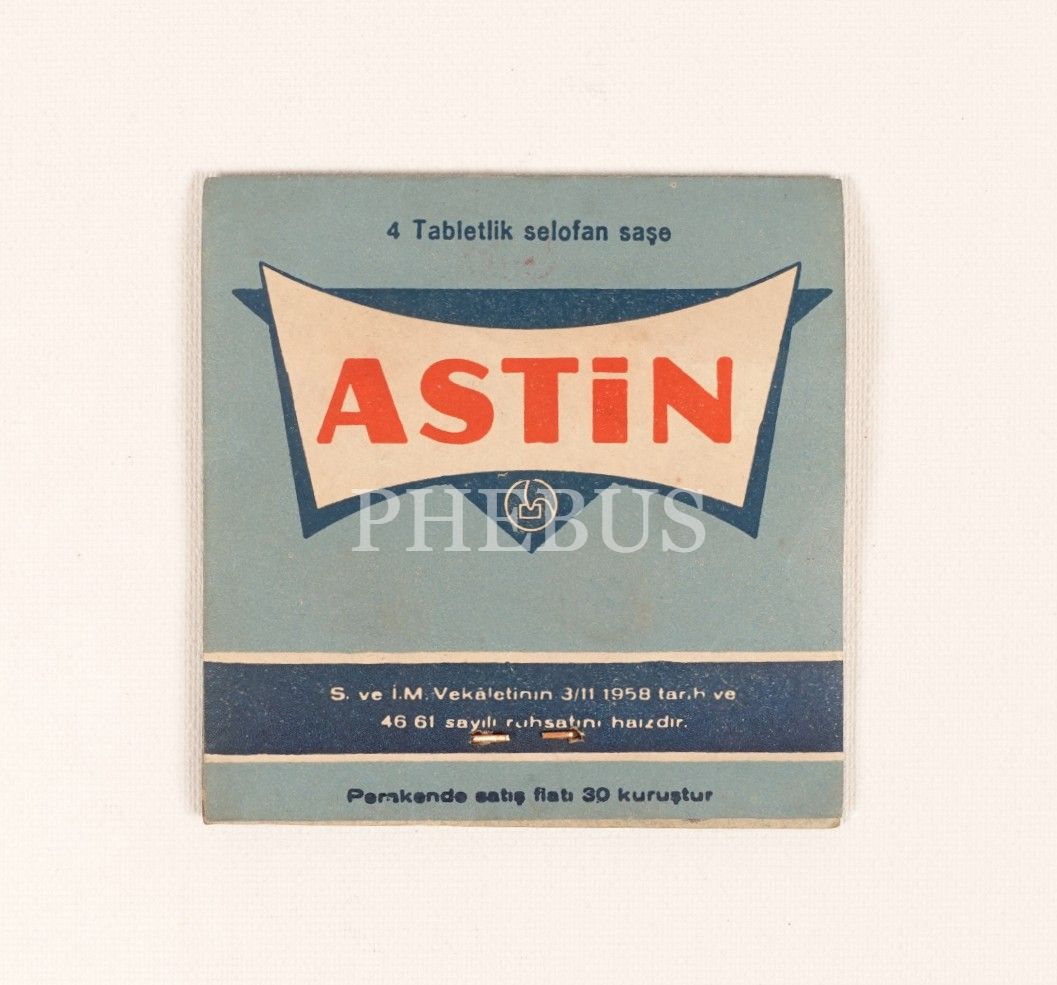 4 Tabletlik selofan saşe
ASTİN
PHEBUS
S. ve İ.M. Vekâletinin 3/11 1958 tarih ve
46 61 sayılı ruhsatını haizdir.
Perakende satış fiatı 30 kuruştur